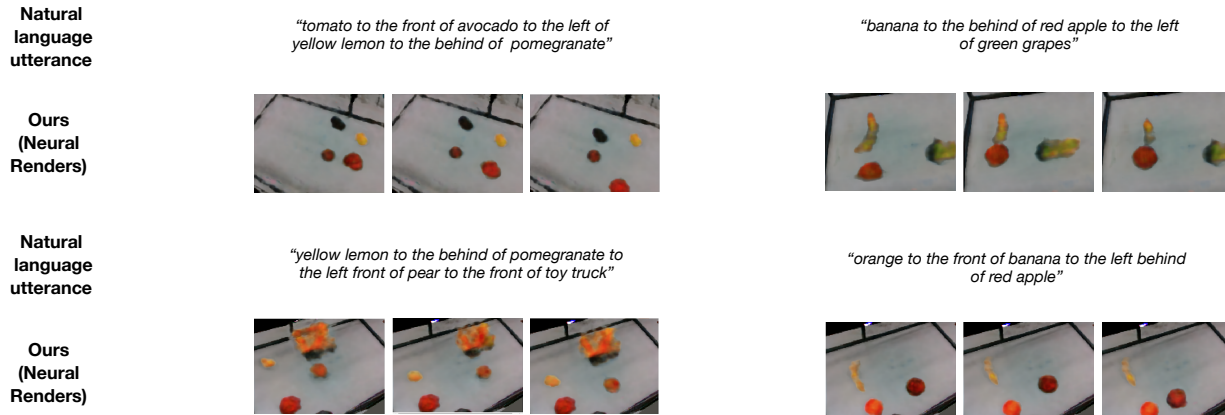 Natural
language
utterance
“tomato to the front of avocado to the left of
yellow lemon to the behind of  pomegranate”
“banana to the behind of red apple to the left
of green grapes”
Ours
(Neural
Renders)
Natural
language
utterance
“yellow lemon to the behind of pomegranate to
the left front of pear to the front of toy truck”
“orange to the front of banana to the left behind
of red apple”
Ours
(Neural
Renders)